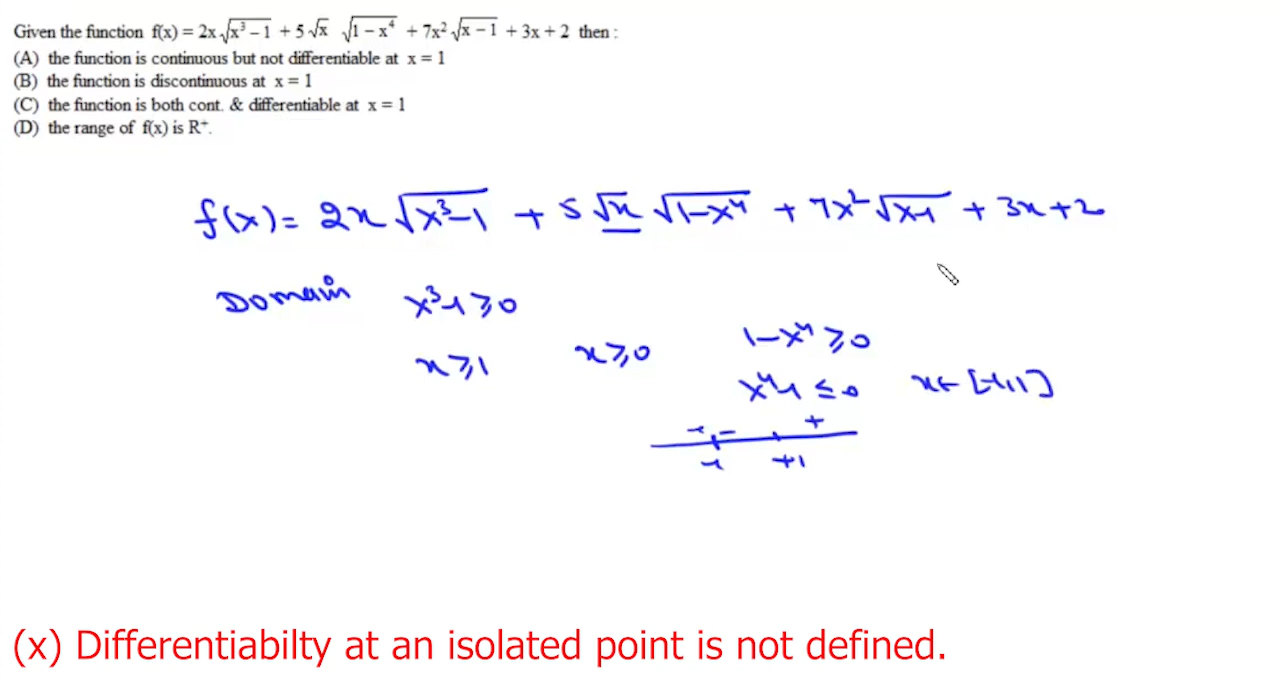 Given the function f(x) = 2x√(x³ − 1) + 5√x √(1 − x⁴) + 7x²√(x − 1) + 3x + 2 then :
(A) the function is continuous but not differentiable at x = 1
(B) the function is discontinuous at x = 1
(C) the function is both cont. & differentiable at x = 1
(D) the range of f(x) is R⁺.
f(x) = 2x√(x³−1) + 5√x √(1−x⁴) + 7x²√(x−1) + 3x + 2
Domain x³−1 ≥ 0
1−x⁴ ≥ 0
x ≥ 1 x ≥ 0
x⁴−1 ≤ 0 x ∈ [−1,1]
+ − +
−1 +1
(x) Differentiabilty at an isolated point is not defined.